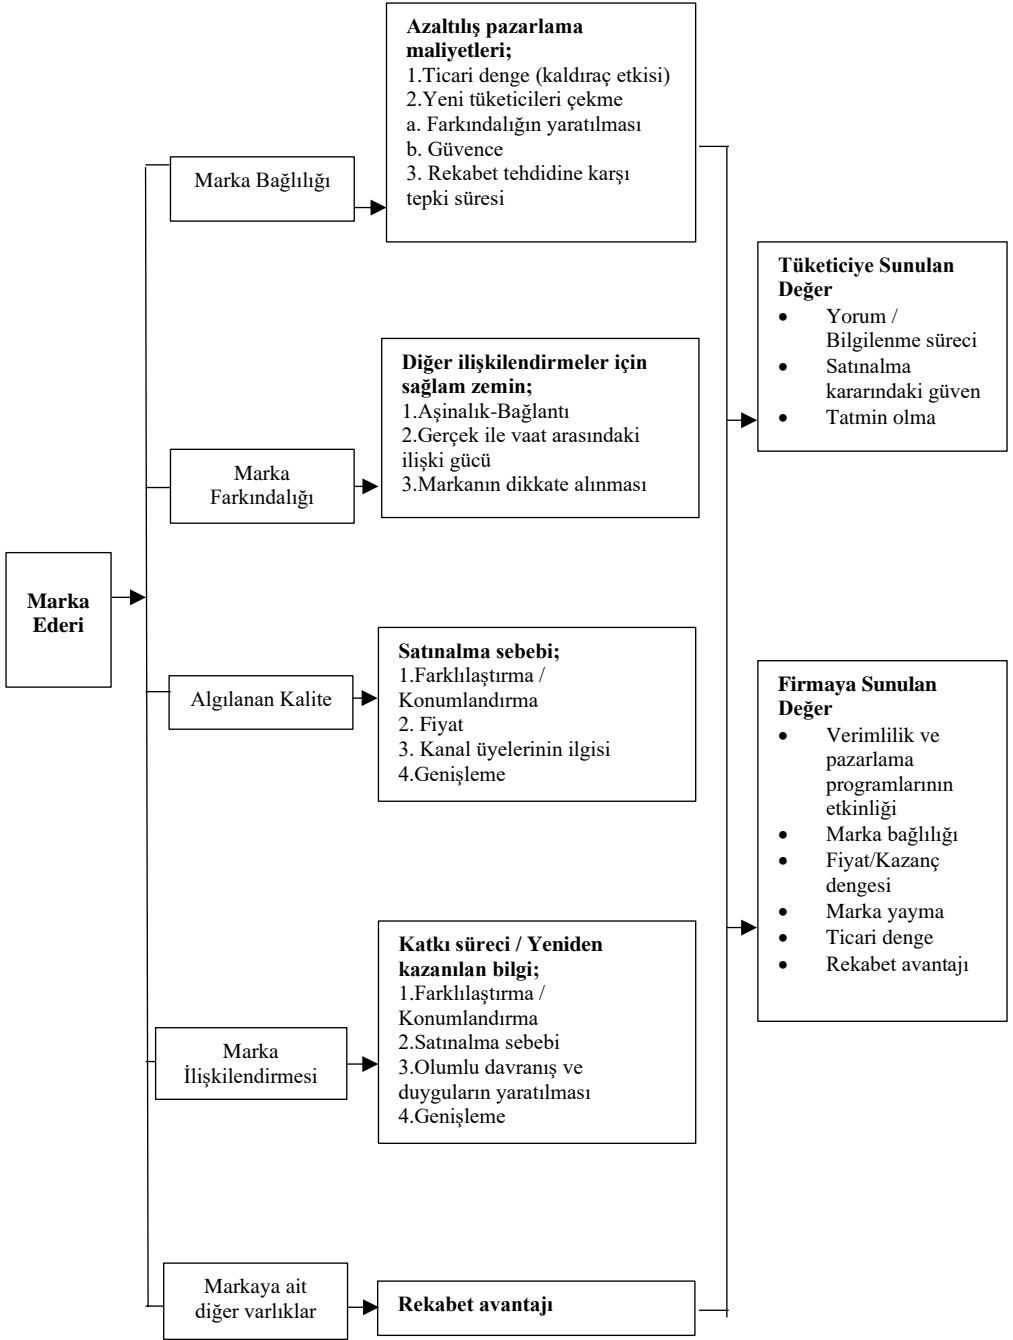 Marka
Ederi
Marka Bağlılığı
Azaltılış pazarlama
maliyetleri;
1.Ticari denge (kaldıraç etkisi)
2.Yeni tüketicileri çekme
a. Farkındalığın yaratılması
b. Güvence
3. Rekabet tehdidine karşı
tepki süresi
Marka
Farkındalığı
Diğer ilişkilendirmeler için
sağlam zemin;
1.Aşinalık-Bağlantı
2.Gerçek ile vaat arasındaki
ilişki gücü
3.Markanın dikkate alınması
Algılanan Kalite
Satınalma sebebi;
1.Farklılaştırma /
Konumlandırma
2. Fiyat
3. Kanal üyelerinin ilgisi
4.Genişleme
Marka
İlişkilendirmesi
Katkı süreci / Yeniden
kazanılan bilgi;
1.Farklılaştırma /
Konumlandırma
2.Satınalma sebebi
3.Olumlu davranış ve
duyguların yaratılması
4.Genişleme
Markaya ait
diğer varlıklar
Rekabet avantajı
Tüketiciye Sunulan
Değer
• Yorum /
Bilgilenme süreci
• Satınalma
kararındaki güven
• Tatmin olma
Firmaya Sunulan
Değer
• Verimlilik ve
pazarlama
programlarının
etkinliği
• Marka bağlılığı
• Fiyat/Kazanç
dengesi
• Marka yayma
• Ticari denge
• Rekabet avantajı